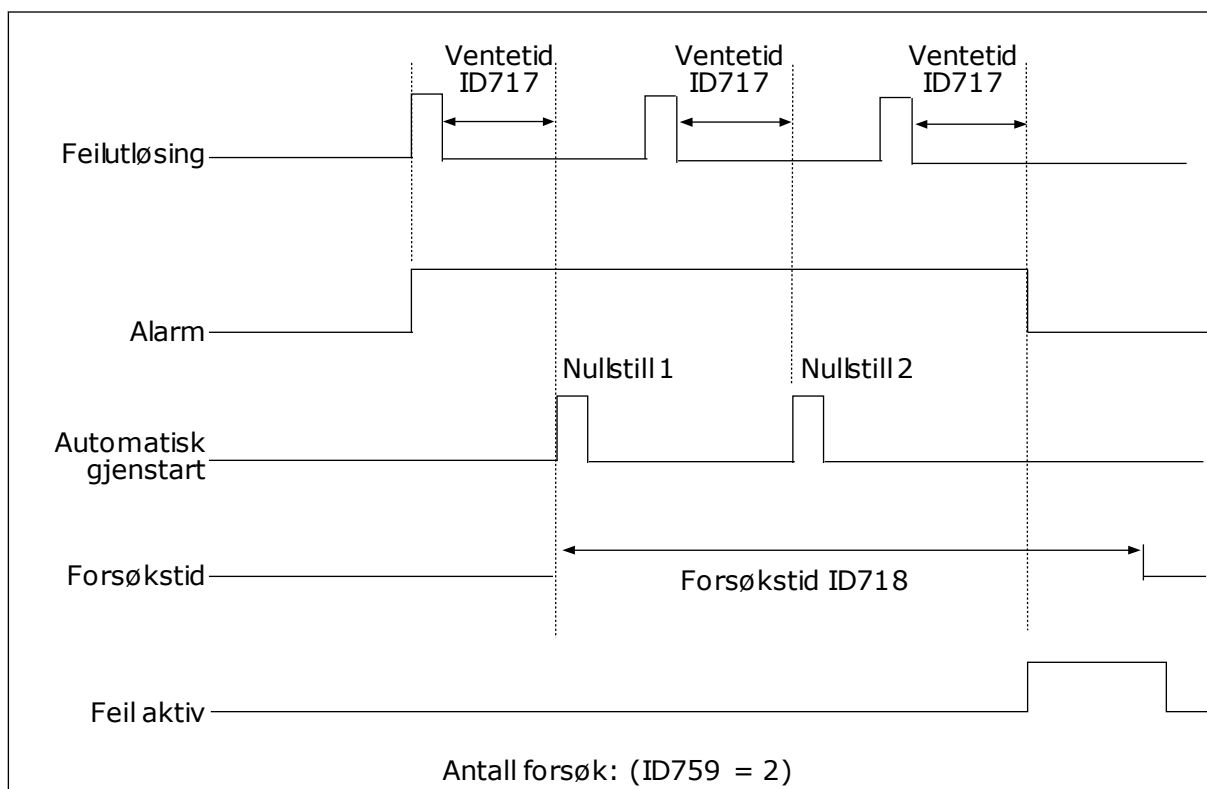 Ventetid
ID717
Ventetid
ID717
Ventetid
ID717
Feilutløsing
Alarm
Nullstill 1
Nullstill 2
Automatisk
gjenstart
Forsøkstid
Forsøkstid ID718
Feil aktiv
Antall forsøk: (ID759 = 2)